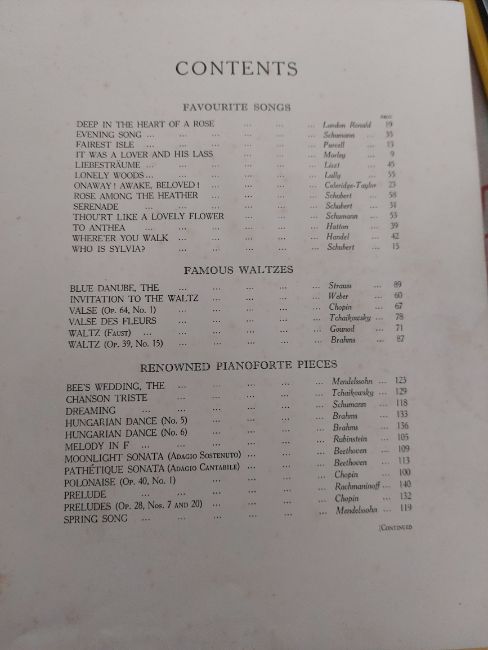 CONTENTS
FAVOURITE SONGS
PAGE
DEEP IN THE HEART OF A ROSE ... ... ... Landon Ronald 19
EVENING SONG ... ... ... ... ... Schumann ... 35
FAIREST ISLE ... ... ... ... ... Purcell ... 13
IT WAS A LOVER AND HIS LASS ... ... ... Morley ... 9
LIEBESTRÄUME ... ... ... ... ... Liszt ... 45
LONELY WOODS ... ... ... ... ... Lully ... 55
ONAWAY! AWAKE, BELOVED! ... ... ... ... Coleridge-Taylor 23
ROSE AMONG THE HEATHER ... ... ... ... Schubert ... 58
SERENADE ... ... ... ... ... Schubert ... 31
THOU'RT LIKE A LOVELY FLOWER ... ... ... Schumann ... 53
TO ANTHEA ... ... ... ... ... Hatton ... 39
WHERE'ER YOU WALK ... ... ... ... ... Handel ... 42
WHO IS SYLVIA? ... ... ... ... ... Schubert ... 15
FAMOUS WALTZES
BLUE DANUBE, THE ... ... ... ... ... Strauss ... 89
INVITATION TO THE WALTZ ... ... ... ... Weber ... 60
VALSE (OP. 64, NO. 1) ... ... ... ... ... Chopin ... 67
VALSE DES FLEURS ... ... ... ... ... Tchaikowsky ... 78
WALTZ (FAUST) ... ... ... ... ... Gounod ... 71
WALTZ (OP. 39, NO. 15) ... ... ... ... ... Brahms ... 87
RENOWNED PIANOFORTE PIECES
BEE'S WEDDING, THE ... ... ... ... ... Mendelssohn ... 123
CHANSON TRISTE ... ... ... ... ... Tchaikowsky ... 129
DREAMING ... ... ... ... ... Schumann ... 118
HUNGARIAN DANCE (NO. 5) ... ... ... ... ... Brahms ... 133
HUNGARIAN DANCE (NO. 6) ... ... ... ... ... Brahms ... 136
MELODY IN F ... ... ... ... ... Rubinstein ... 105
MOONLIGHT SONATA (ADAGIO SOSTENUTO) ... ... ... Beethoven ... 109
PATHÉTIQUE SONATA (ADAGIO CANTABILE) ... ... ... Beethoven ... 113
POLONAISE (OP. 40, NO. 1) ... ... ... ... Chopin ... 100
PRELUDE ... ... ... ... ... Rachmaninoff ... 140
PRELUDES (OP. 28, NOS. 7 AND 20) ... ... ... ... Chopin ... 132
SPRING SONG ... ... ... ... ... Mendelssohn ... 119
[CONTINUED